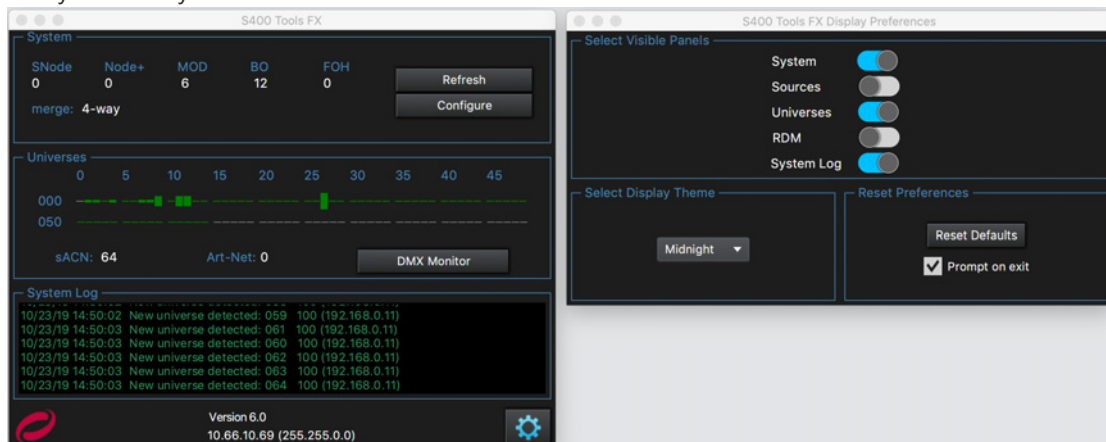 S400 Tools FX
System
SNode Node+ MOD BO FOH
0 0 6 12 0
merge: 4-way
Refresh
Configure
Universes
0 5 10 15 20 25 30 35 40 45
000
050
sACN: 64 Art-Net: 0
DMX Monitor
System Log
10/23/19 14:50:02 New universe detected: 059 100 (192.168.0.11)
10/23/19 14:50:03 New universe detected: 061 100 (192.168.0.11)
10/23/19 14:50:03 New universe detected: 060 100 (192.168.0.11)
10/23/19 14:50:03 New universe detected: 062 100 (192.168.0.11)
10/23/19 14:50:03 New universe detected: 063 100 (192.168.0.11)
10/23/19 14:50:03 New universe detected: 064 100 (192.168.0.11)
Version 6.0
10.66.10.69 (255.255.0.0)
S400 Tools FX Display Preferences
Select Visible Panels
System
Sources
Universes
RDM
System Log
Select Display Theme
Midnight
Reset Preferences
Reset Defaults
Prompt on exit